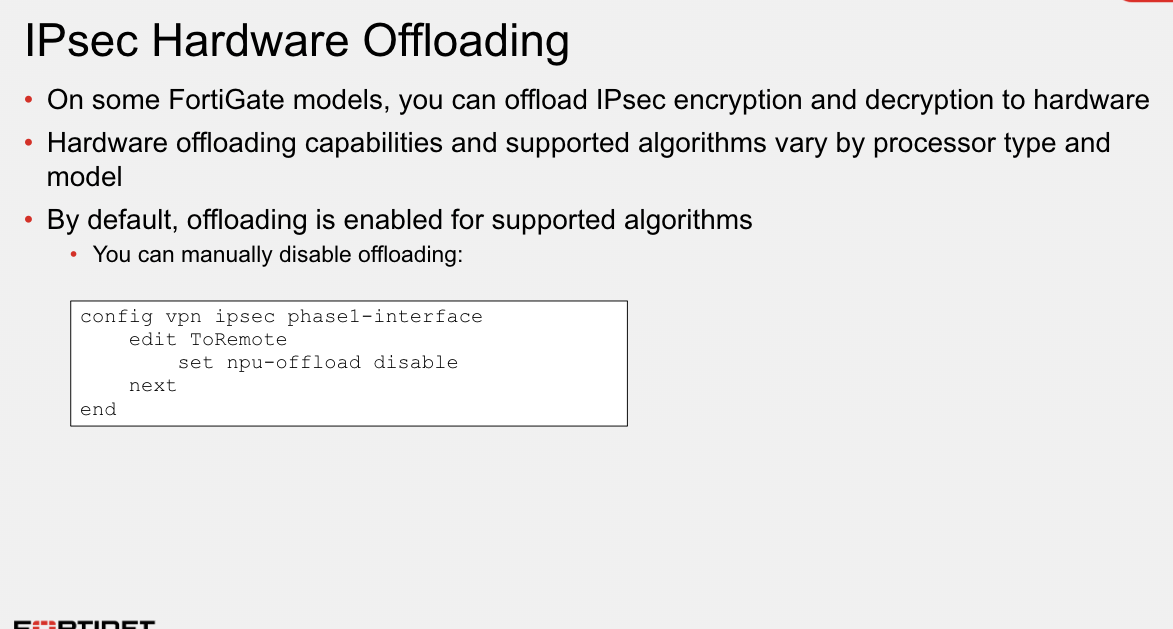 IPsec Hardware Offloading
• On some FortiGate models, you can offload IPsec encryption and decryption to hardware
• Hardware offloading capabilities and supported algorithms vary by processor type and
model
• By default, offloading is enabled for supported algorithms
• You can manually disable offloading:
config vpn ipsec phase1-interface
    edit ToRemote
        set npu-offload disable
    next
end
FORTINET